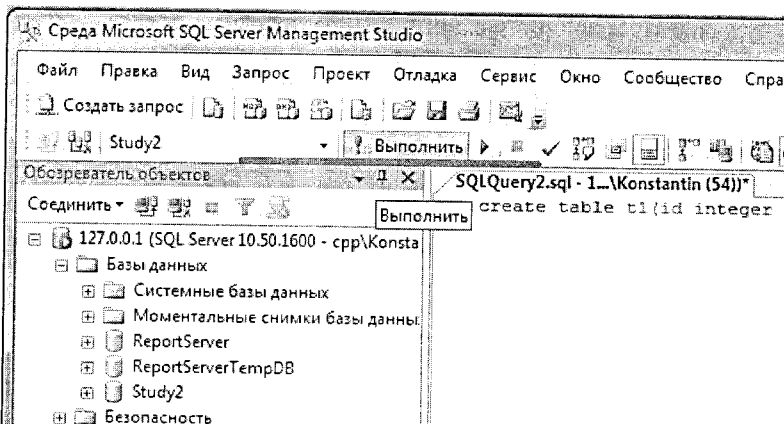 Среда Microsoft SQL Server Management Studio
Файл Правка Вид Запрос Проект Отладка Сервис Окно Сообщество Спра
Создать запрос
Study2 Выполнить
Обозреватель объектов
SQLQuery2.sql - 1...\Konstantin (54))*
Соединить
Выполнить
create table t1(id integer
127.0.0.1 (SQL Server 10.50.1600 - cpp\Konsta
Базы данных
Системные базы данных
Моментальные снимки базы данны
ReportServer
ReportServerTempDB
Study2
Безопасность